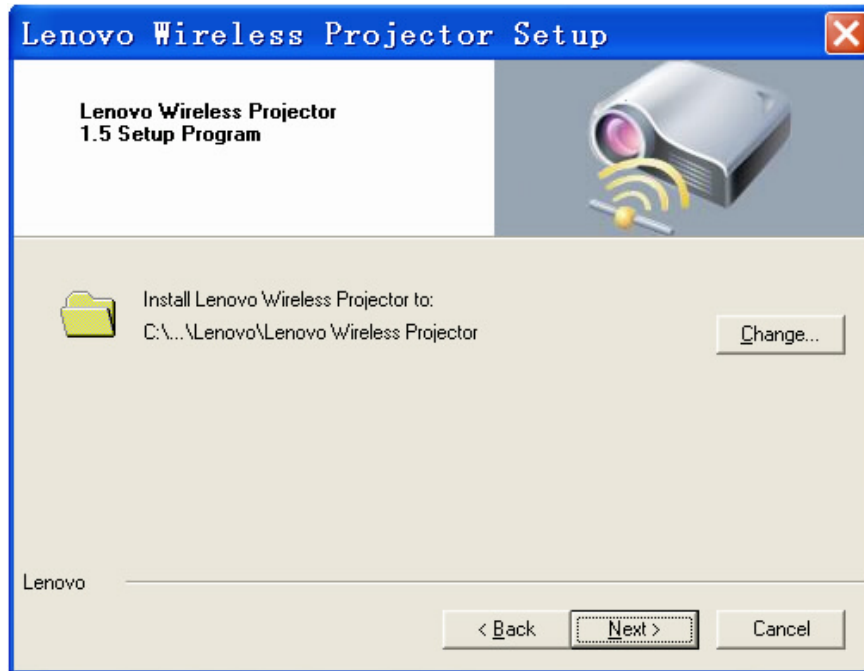 Lenovo Wireless Projector Setup
Lenovo Wireless Projector
1.5 Setup Program
Install Lenovo Wireless Projector to:
C:\...\Lenovo\Lenovo Wireless Projector
Change...
Lenovo
< Back
Next >
Cancel